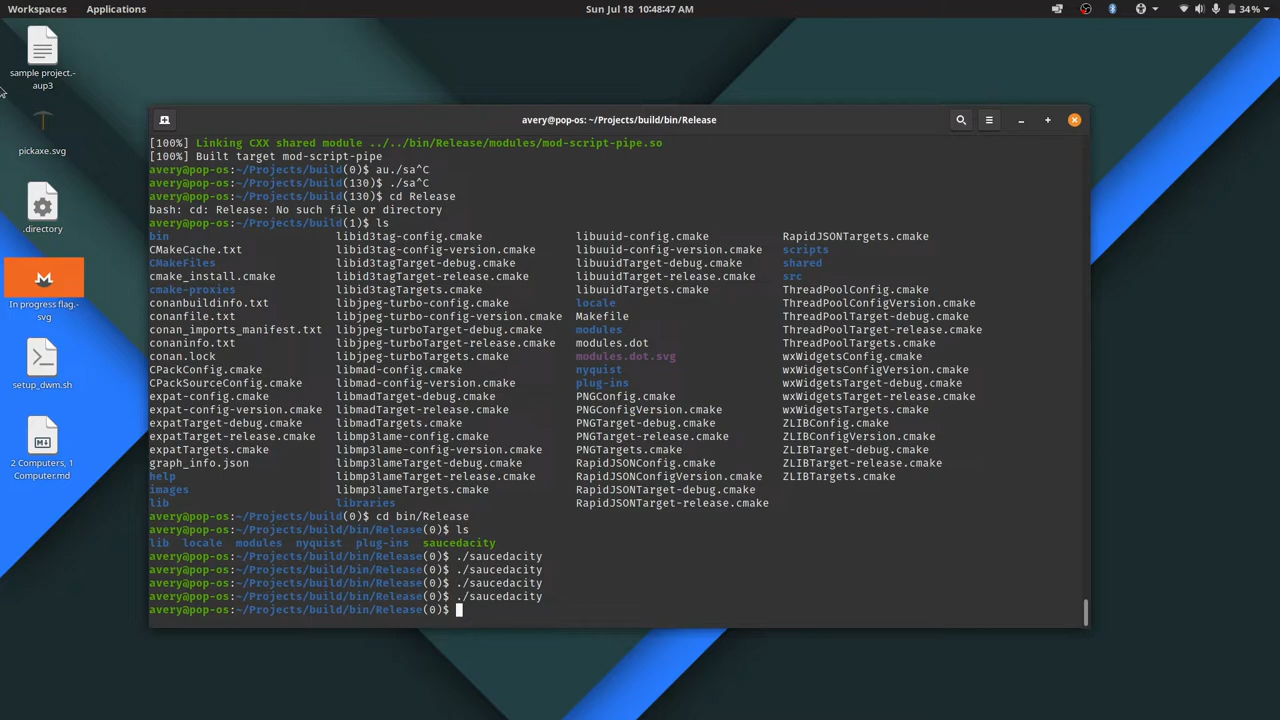 Workspaces Applications Sun Jul 18 10:48:47 AM 34%
sample project.-
aup3
pickaxe.svg
.directory
In progress flag.-
svg
setup_dwm.sh
2 Computers, 1
Computer.md
avery@pop-os: ~/Projects/build/bin/Release
[100%] Linking CXX shared module ../../bin/Release/modules/mod-script-pipe.so
[100%] Built target mod-script-pipe
avery@pop-os:~/Projects/build(0)$ au./sa^C
avery@pop-os:~/Projects/build(130)$ ./sa^C
avery@pop-os:~/Projects/build(130)$ cd Release
bash: cd: Release: No such file or directory
avery@pop-os:~/Projects/build(1)$ ls
bin libid3tag-config.cmake libuuid-config.cmake RapidJSONTargets.cmake
CMakeCache.txt libid3tag-config-version.cmake libuuid-config-version.cmake scripts
CMakeFiles libid3tagTarget-debug.cmake libuuidTarget-debug.cmake shared
cmake_install.cmake libid3tagTarget-release.cmake libuuidTarget-release.cmake src
cmake-proxies libid3tagTargets.cmake libuuidTargets.cmake ThreadPoolConfig.cmake
conanbuildinfo.txt libjpeg-turbo-config.cmake locale ThreadPoolConfigVersion.cmake
conanfile.txt libjpeg-turbo-config-version.cmake Makefile ThreadPoolTarget-debug.cmake
conan_imports_manifest.txt libjpeg-turboTarget-debug.cmake modules ThreadPoolTarget-release.cmake
conaninfo.txt libjpeg-turboTarget-release.cmake modules.dot ThreadPoolTargets.cmake
conan.lock libjpeg-turboTargets.cmake modules.dot.svg wxWidgetsConfig.cmake
CPackConfig.cmake libmad-config.cmake nyquist wxWidgetsConfigVersion.cmake
CPackSourceConfig.cmake libmad-config-version.cmake plug-ins wxWidgetsTarget-debug.cmake
expat-config.cmake libmadTarget-debug.cmake PNGConfig.cmake wxWidgetsTarget-release.cmake
expat-config-version.cmake libmadTarget-release.cmake PNGConfigVersion.cmake wxWidgetsTargets.cmake
expatTarget-debug.cmake libmadTargets.cmake PNGTarget-debug.cmake ZLIBConfig.cmake
expatTarget-release.cmake libmp3lame-config.cmake PNGTarget-release.cmake ZLIBConfigVersion.cmake
expatTargets.cmake libmp3lame-config-version.cmake PNGTargets.cmake ZLIBTarget-debug.cmake
graph_info.json libmp3lameTarget-debug.cmake RapidJSONConfig.cmake ZLIBTarget-release.cmake
help libmp3lameTarget-release.cmake RapidJSONConfigVersion.cmake ZLIBTargets.cmake
images libmp3lameTargets.cmake RapidJSONTarget-debug.cmake
lib libraries RapidJSONTarget-release.cmake
avery@pop-os:~/Projects/build(0)$ cd bin/Release
avery@pop-os:~/Projects/build/bin/Release(0)$ ls
lib locale modules nyquist plug-ins saucedacity
avery@pop-os:~/Projects/build/bin/Release(0)$ ./saucedacity
avery@pop-os:~/Projects/build/bin/Release(0)$ ./saucedacity
avery@pop-os:~/Projects/build/bin/Release(0)$ ./saucedacity
avery@pop-os:~/Projects/build/bin/Release(0)$ ./saucedacity
avery@pop-os:~/Projects/build/bin/Release(0)$